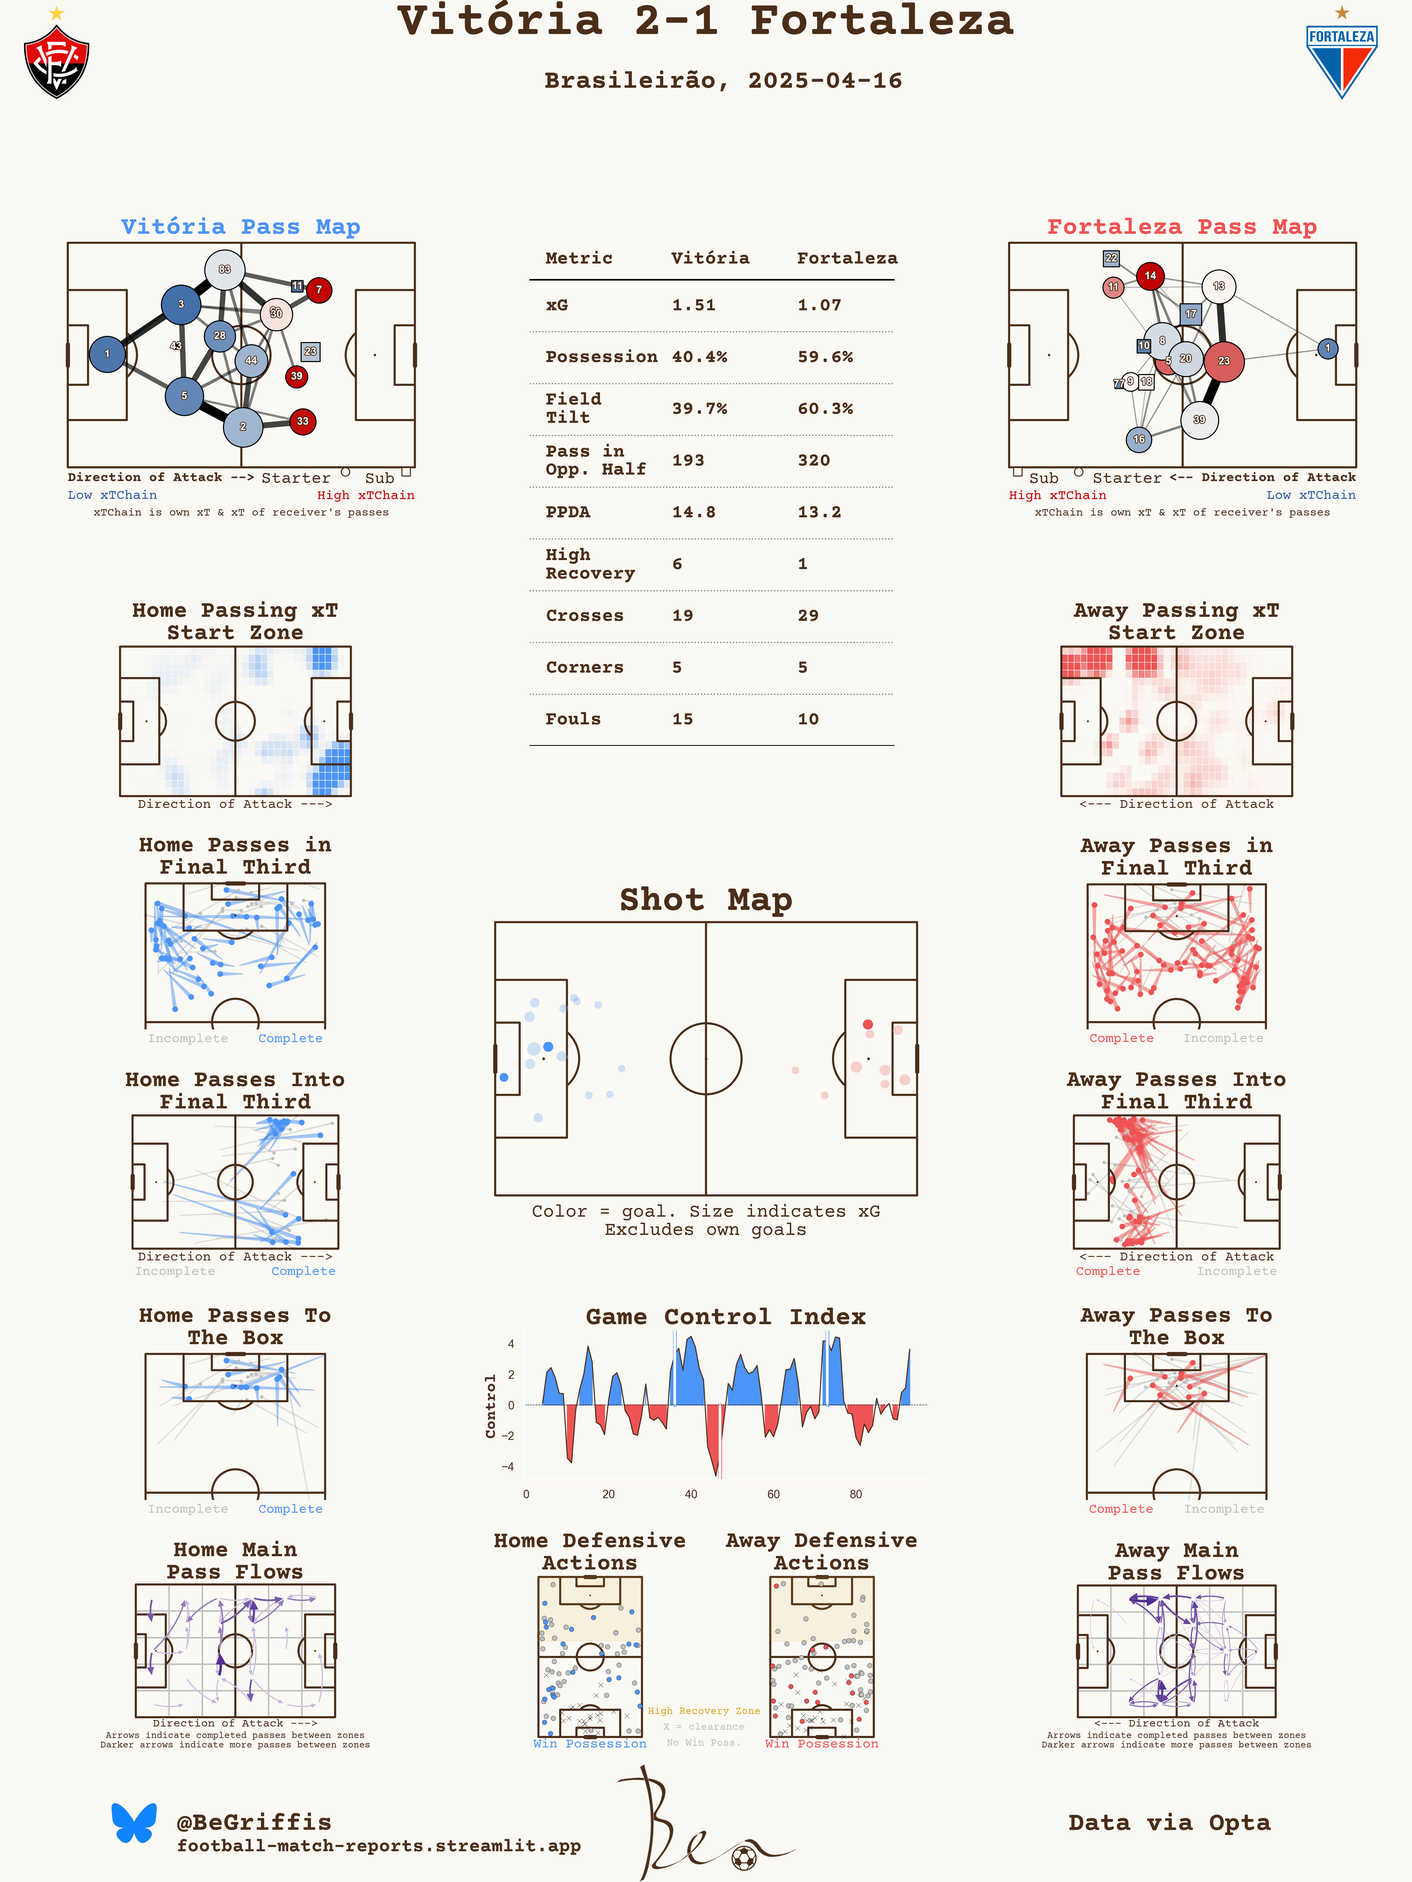 Vitória 2-1 Fortaleza
FORTALEZA
Brasileirão, 2025-04-16
Vitória Pass Map
83
11
7
3
30
28
43
1
44
23
39
5
2
33
Direction of Attack --> Starter Sub
Low xTChain High xTChain
xTChain is own xT & xT of receiver's passes
Metric Vitória Fortaleza
xG 1.51 1.07
Possession 40.4% 59.6%
Field
Tilt 39.7% 60.3%
Pass in
Opp. Half 193 320
PPDA 14.8 13.2
High
Recovery 6 1
Crosses 19 29
Corners 5 5
Fouls 15 10
Fortaleza Pass Map
22
14
11
13
17
8
10
5
20
23
1
77
9
18
39
16
Sub Starter <-- Direction of Attack
High xTChain Low xTChain
xTChain is own xT & xT of receiver's passes
Home Passing xT
Start Zone
Direction of Attack --->
Away Passing xT
Start Zone
<--- Direction of Attack
Home Passes in
Final Third
Incomplete Complete
Away Passes in
Final Third
Complete Incomplete
Shot Map
Color = goal. Size indicates xG
Excludes own goals
Home Passes Into
Final Third
Direction of Attack --->
Incomplete Complete
Away Passes Into
Final Third
<--- Direction of Attack
Complete Incomplete
Home Passes To
The Box
Incomplete Complete
Game Control Index
Control
4
2
0
−2
−4
0 20 40 60 80
Away Passes To
The Box
Complete Incomplete
Home Main
Pass Flows
Direction of Attack --->
Arrows indicate completed passes between zones
Darker arrows indicate more passes between zones
Home Defensive
Actions
Win Possession
High Recovery Zone
X = clearance
No Win Poss.
Away Defensive
Actions
Win Possession
Away Main
Pass Flows
<--- Direction of Attack
Arrows indicate completed passes between zones
Darker arrows indicate more passes between zones
@BeGriffis
football-match-reports.streamlit.app
Ben
Data via Opta